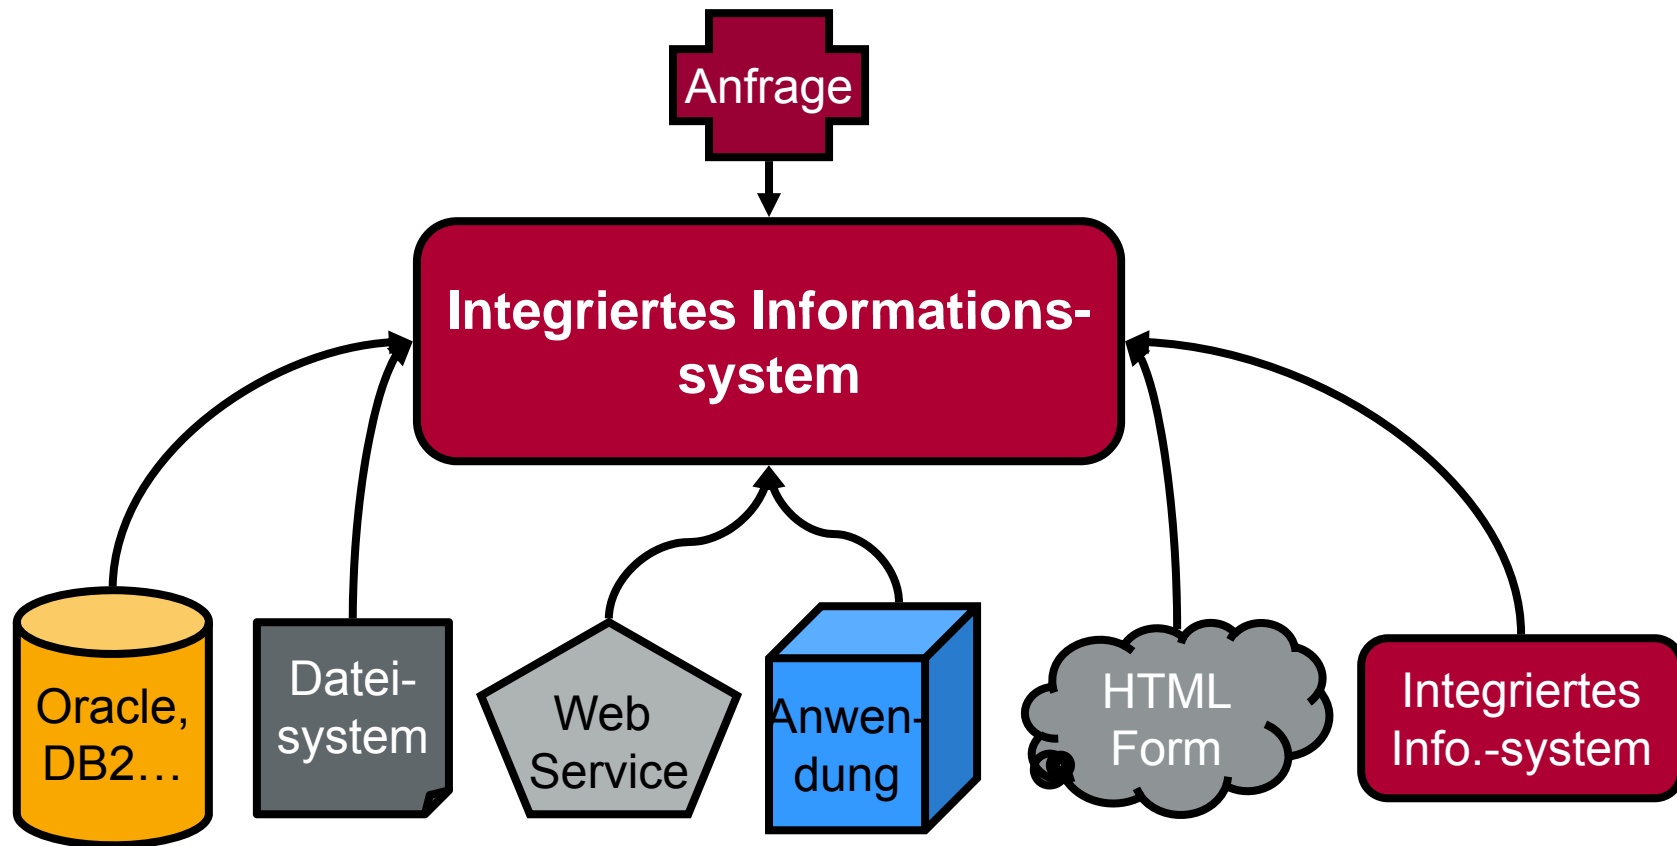 Anfrage
Integriertes Informations-
system
Oracle,
DB2…
Datei-
system
Web
Service
Anwen-
dung
HTML
Form
Integriertes
Info.-system